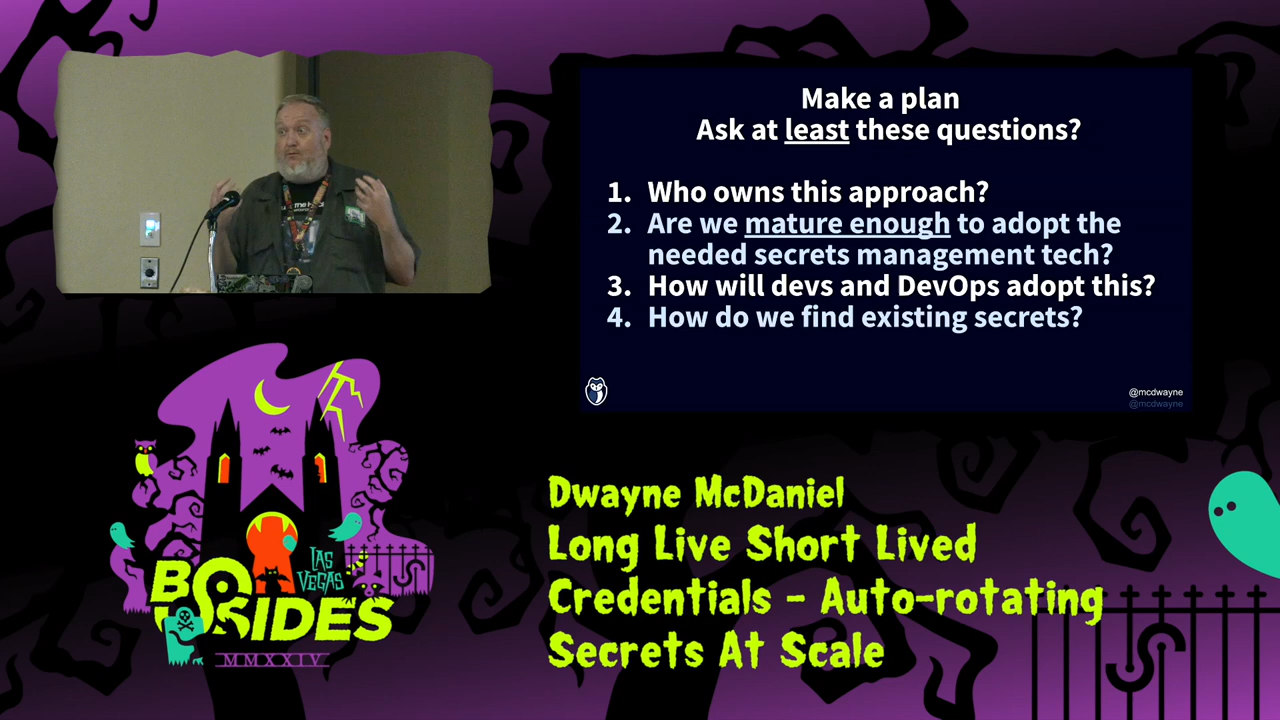 Make a plan
Ask at least these questions?
1. Who owns this approach?
2. Are we mature enough to adopt the
needed secrets management tech?
3. How will devs and DevOps adopt this?
4. How do we find existing secrets?
@mcdwayne
@mcdwayne
LAS
VEGAS
BSIDES
MMXXIV
Dwayne McDaniel
Long Live Short Lived
Credentials - Auto-rotating
Secrets At Scale